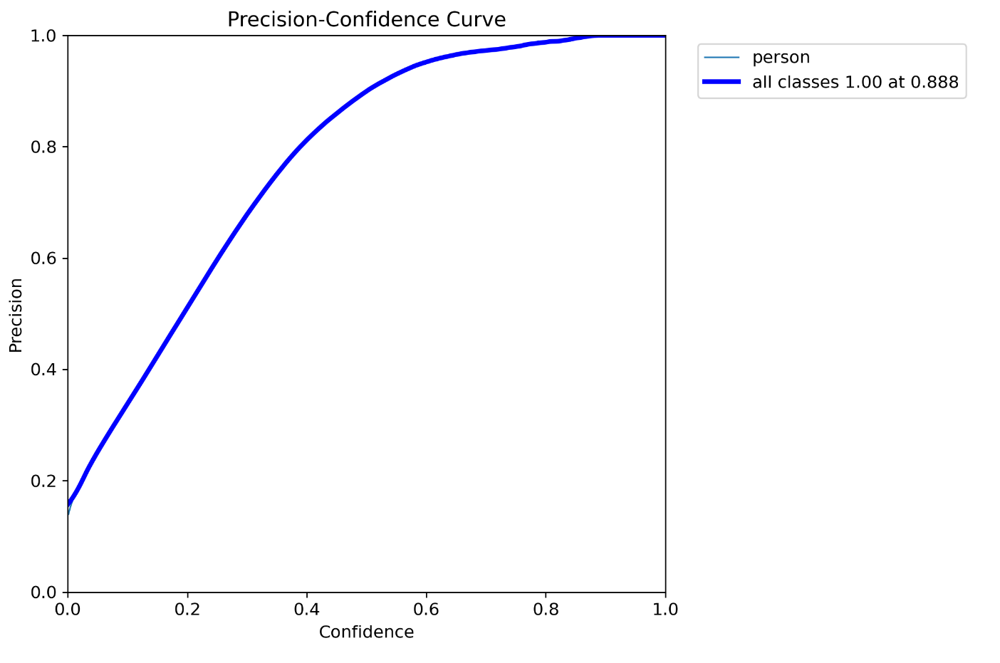 Precision-Confidence Curve
1.0
0.8
0.6
0.4
0.2
0.0
Precision
0.0 0.2 0.4 0.6 0.8 1.0
Confidence
person
all classes 1.00 at 0.888